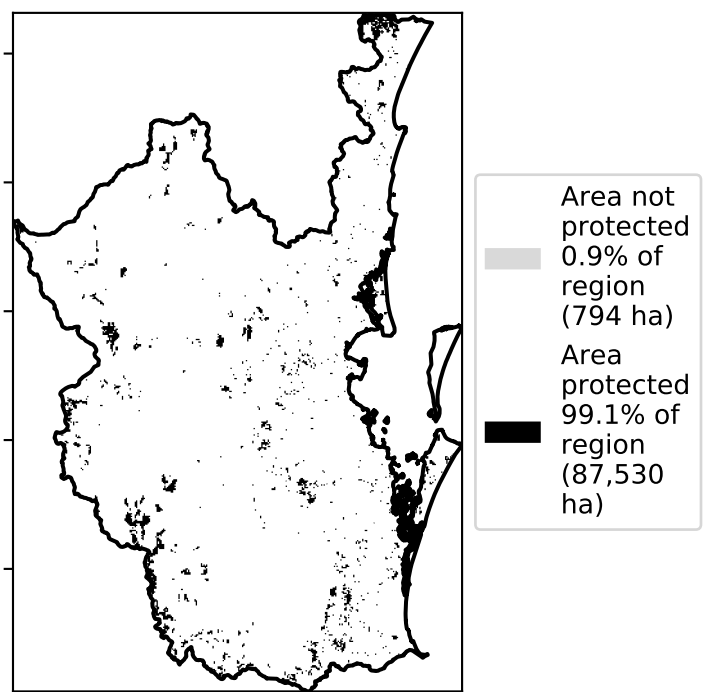 Area not
protected
0.9% of
region
(794 ha)
Area
protected
99.1% of
region
(87,530
ha)